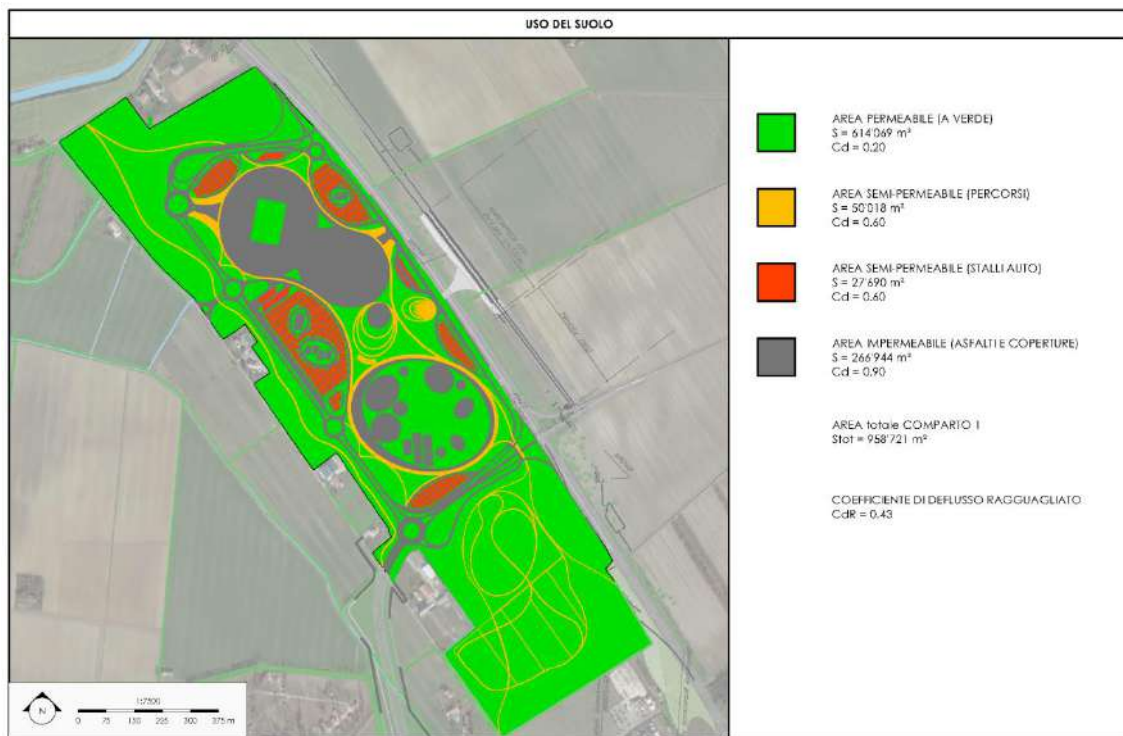 USO DEL SUOLO
AREA PERMEABILE (A VERDE)
S = 614'069 m²
Cd = 0.20
AREA SEMI-PERMEABILE (PERCORSI)
S = 50'018 m²
Cd = 0.60
AREA SEMI-PERMEABILE (STALLI AUTO)
S = 27'690 m²
Cd = 0.60
AREA IMPERMEABILE (ASFALTI E COPERTURE)
S = 266'944 m²
Cd = 0.90
AREA totale COMPARTO 1
Stot = 958'721 m²
COEFFICIENTE DI DEFLUSSO RAGGUAGLIATO
CdR = 0.43
N
1:7500
0 75 150 225 300 375 m